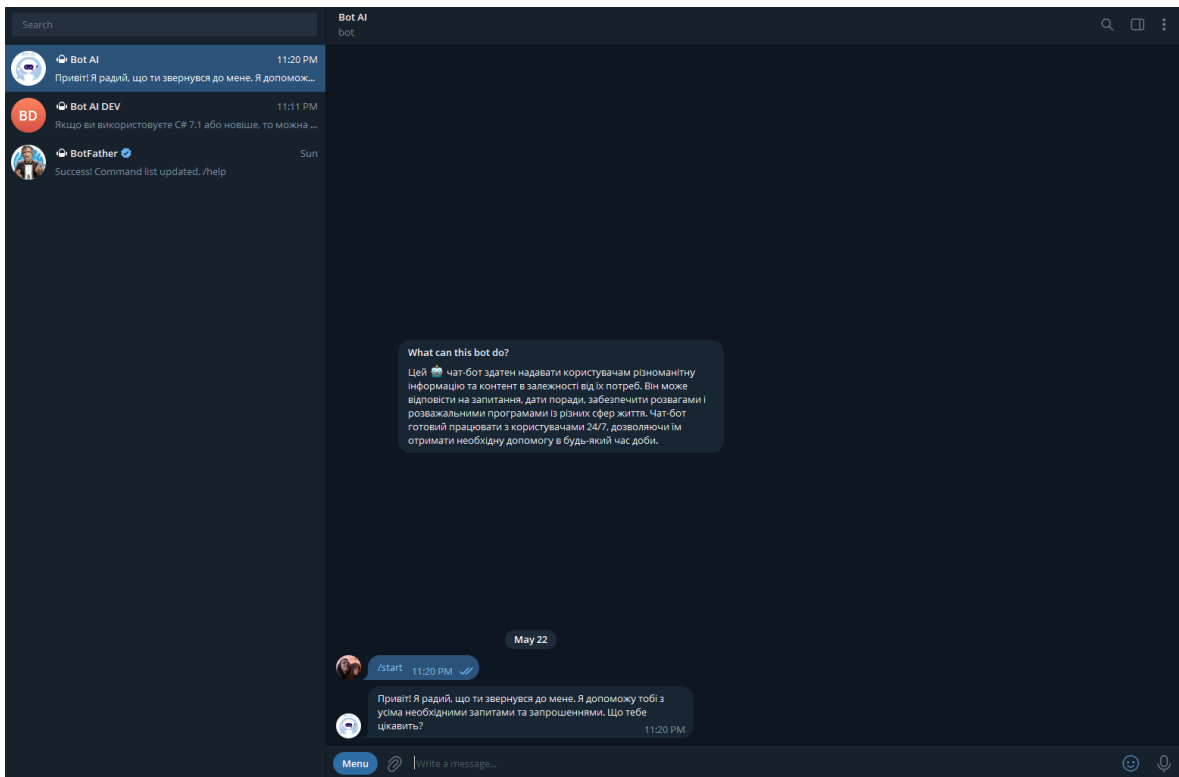 Search
Bot AI
11:20 PM
Привіт! Я радий, що ти звернувся до мене. Я допомож...
BD
Bot AI DEV
11:11 PM
Якщо ви використовуєте C# 7.1 або новіше, то можна ...
BotFather
Sun
Success! Command list updated. /help
Bot AI
bot
What can this bot do?
Цей 🤖 чат-бот здатен надавати користувачам різноманітну
інформацію та контент в залежності від їх потреб. Він може
відповісти на запитання, дати поради, забезпечити розвагами і
розважальними програмами із різних сфер життя. Чат-бот
готовий працювати з користувачами 24/7, дозволяючи їм
отримати необхідну допомогу в будь-який час доби.
May 22
/start 11:20 PM
Привіт! Я радий, що ти звернувся до мене. Я допоможу тобі з
усіма необхідними запитами та запрошеннями. Що тебе
цікавить?
11:20 PM
Menu
Write a message...